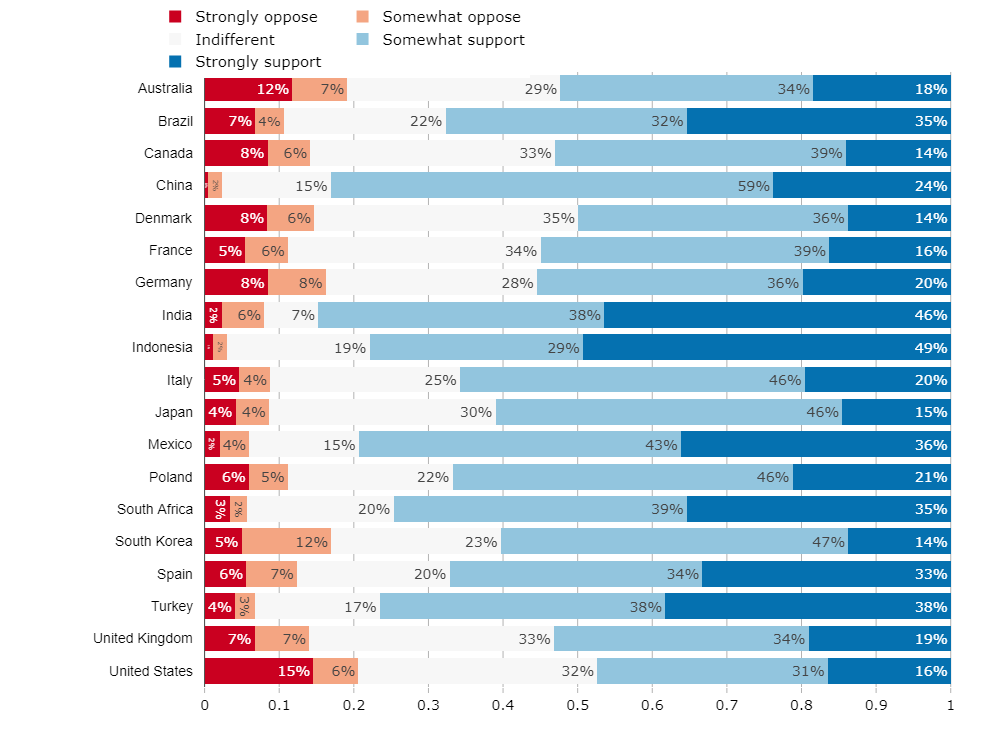 Strongly oppose Somewhat oppose
Indifferent Somewhat support
Strongly support
Australia 12% 7% 29% 34% 18%
Brazil 7% 4% 22% 32% 35%
Canada 8% 6% 33% 39% 14%
China 2% 15% 59% 24%
Denmark 8% 6% 35% 36% 14%
France 5% 6% 34% 39% 16%
Germany 8% 8% 28% 36% 20%
India 2% 6% 7% 38% 46%
Indonesia 2% 19% 29% 49%
Italy 5% 4% 25% 46% 20%
Japan 4% 4% 30% 46% 15%
Mexico 2% 4% 15% 43% 36%
Poland 6% 5% 22% 46% 21%
South Africa 3% 2% 20% 39% 35%
South Korea 5% 12% 23% 47% 14%
Spain 6% 7% 20% 34% 33%
Turkey 4% 3% 17% 38% 38%
United Kingdom 7% 7% 33% 34% 19%
United States 15% 6% 32% 31% 16%
0 0.1 0.2 0.3 0.4 0.5 0.6 0.7 0.8 0.9 1